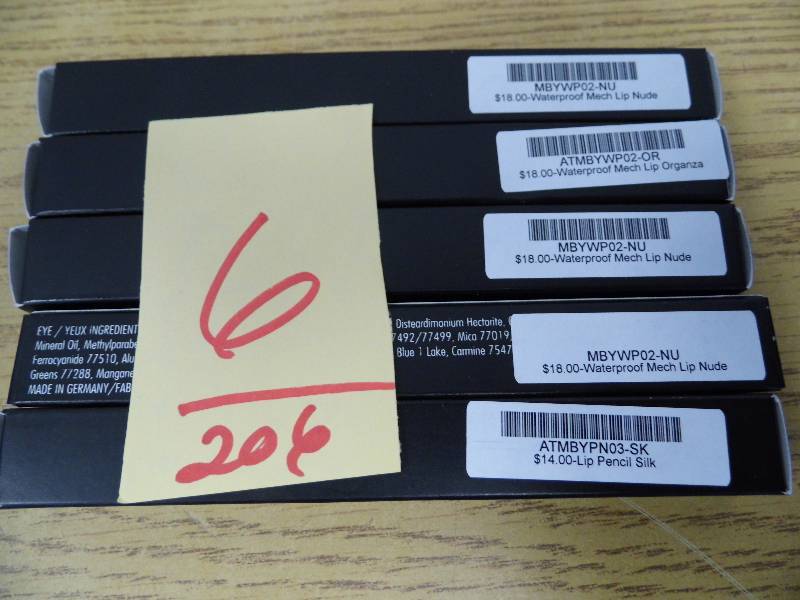 MBYWP02-NU
$18.00-Waterproof Mech Lip Nude
ATMBYWP02-OR
$18.00-Waterproof Mech Lip Organza
MBYWP02-NU
$18.00-Waterproof Mech Lip Nude
6
206
EYE / YEUX INGREDIENT
Mineral Oil, Methylparabe
Ferrocyanide 77510, Alu
Greens 77288, Mangane
MADE IN GERMANY/FAB
Disteardimonium Hectorite,
7492/77499, Mica 77019,
Blue 1 Lake, Carmine 7547
MBYWP02-NU
$18.00-Waterproof Mech Lip Nude
ATMBYPN03-SK
$14.00-Lip Pencil Silk